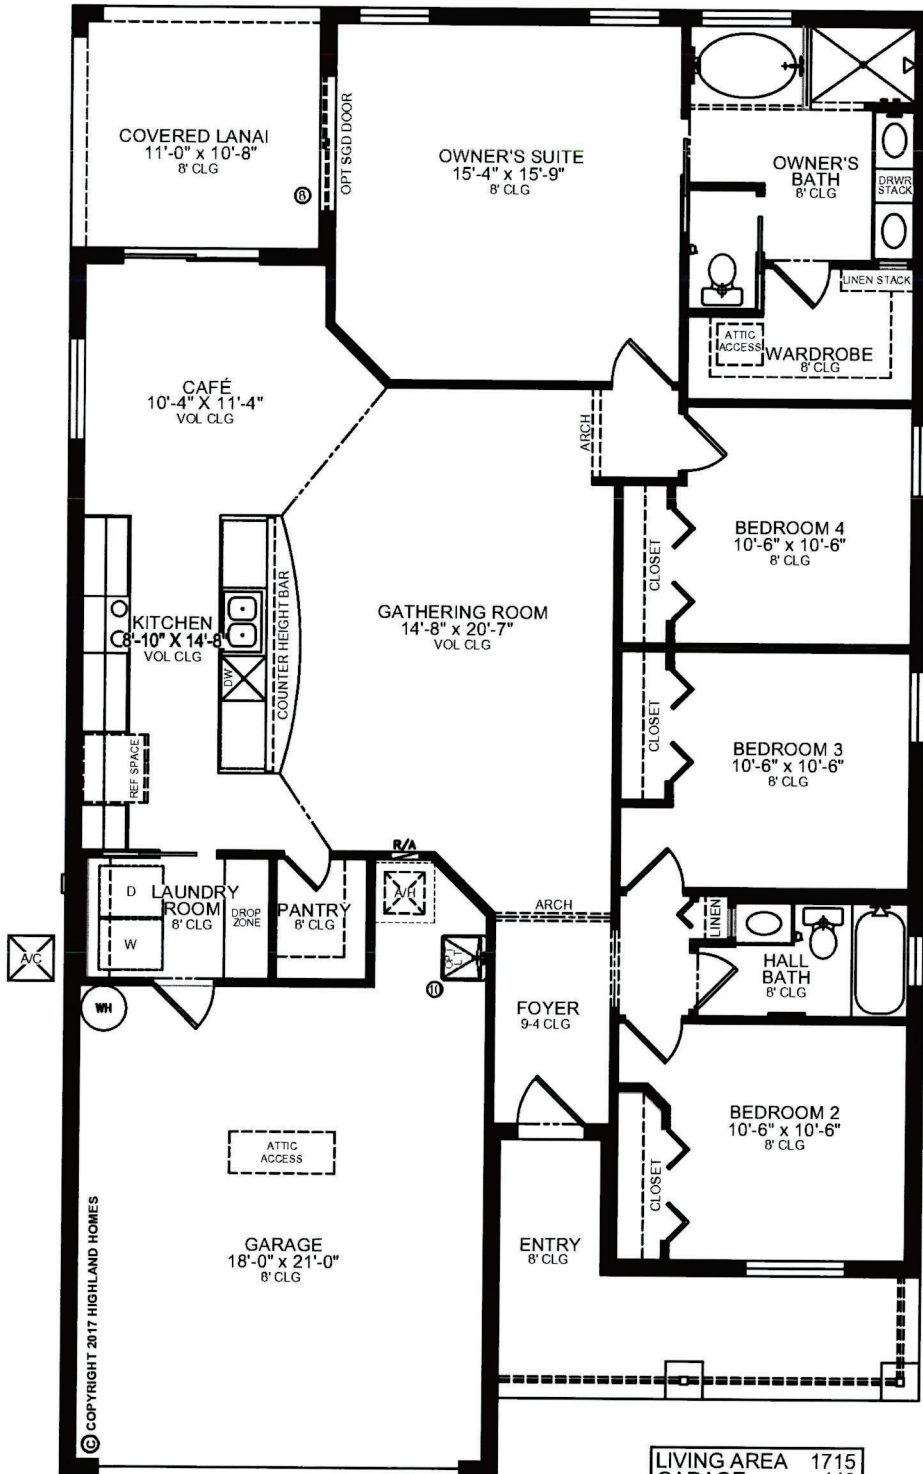 COVERED LANAI
11'-0" x 10'-8"
8' CLG
8
OPT SGD DOOR
OWNER'S SUITE
15'-4" x 15'-9"
8' CLG
OWNER'S
BATH
8' CLG
DRWR
STACK
LINEN STACK
ATTIC
ACCESS
WARDROBE
8' CLG
CAFÉ
10'-4" X 11'-4"
VOL CLG
ARCH
BEDROOM 4
10'-6" x 10'-6"
8' CLG
CLOSET
KITCHEN
8'-10" X 14'-8"
VOL CLG
DW
COUNTER HEIGHT BAR
GATHERING ROOM
14'-8" x 20'-7"
VOL CLG
REF SPACE
CLOSET
BEDROOM 3
10'-6" x 10'-6"
8' CLG
R/A
A/H
D
W
LAUNDRY
ROOM
8' CLG
DROP
ZONE
PANTRY
8' CLG
ARCH
LINEN
HALL
BATH
8' CLG
A/C
WH
10
FOYER
9-4 CLG
BEDROOM 2
10'-6" x 10'-6"
8' CLG
CLOSET
ATTIC
ACCESS
GARAGE
18'-0" x 21'-0"
8' CLG
ENTRY
8' CLG
© COPYRIGHT 2017 HIGHLAND HOMES
LIVING AREA 1715